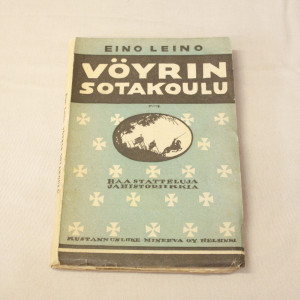 EINO LEINO
VÖYRIN
SOTAKOULU
HAASTATTELUJA
JA HISTORIIKKIA
KUSTANNUSLIIKE MINERVA OY. HELSINKI